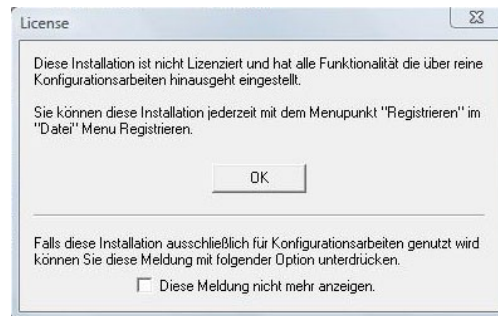 License
Diese Installation ist nicht Lizenziert und hat alle Funktionalität die über reine
Konfigurationsarbeiten hinausgeht eingestellt.
Sie können diese Installation jederzeit mit dem Menupunkt "Registrieren" im
"Datei" Menu Registrieren.
OK
Falls diese Installation ausschließlich für Konfigurationsarbeiten genutzt wird
können Sie diese Meldung mit folgender Option unterdrücken.
Diese Meldung nicht mehr anzeigen.